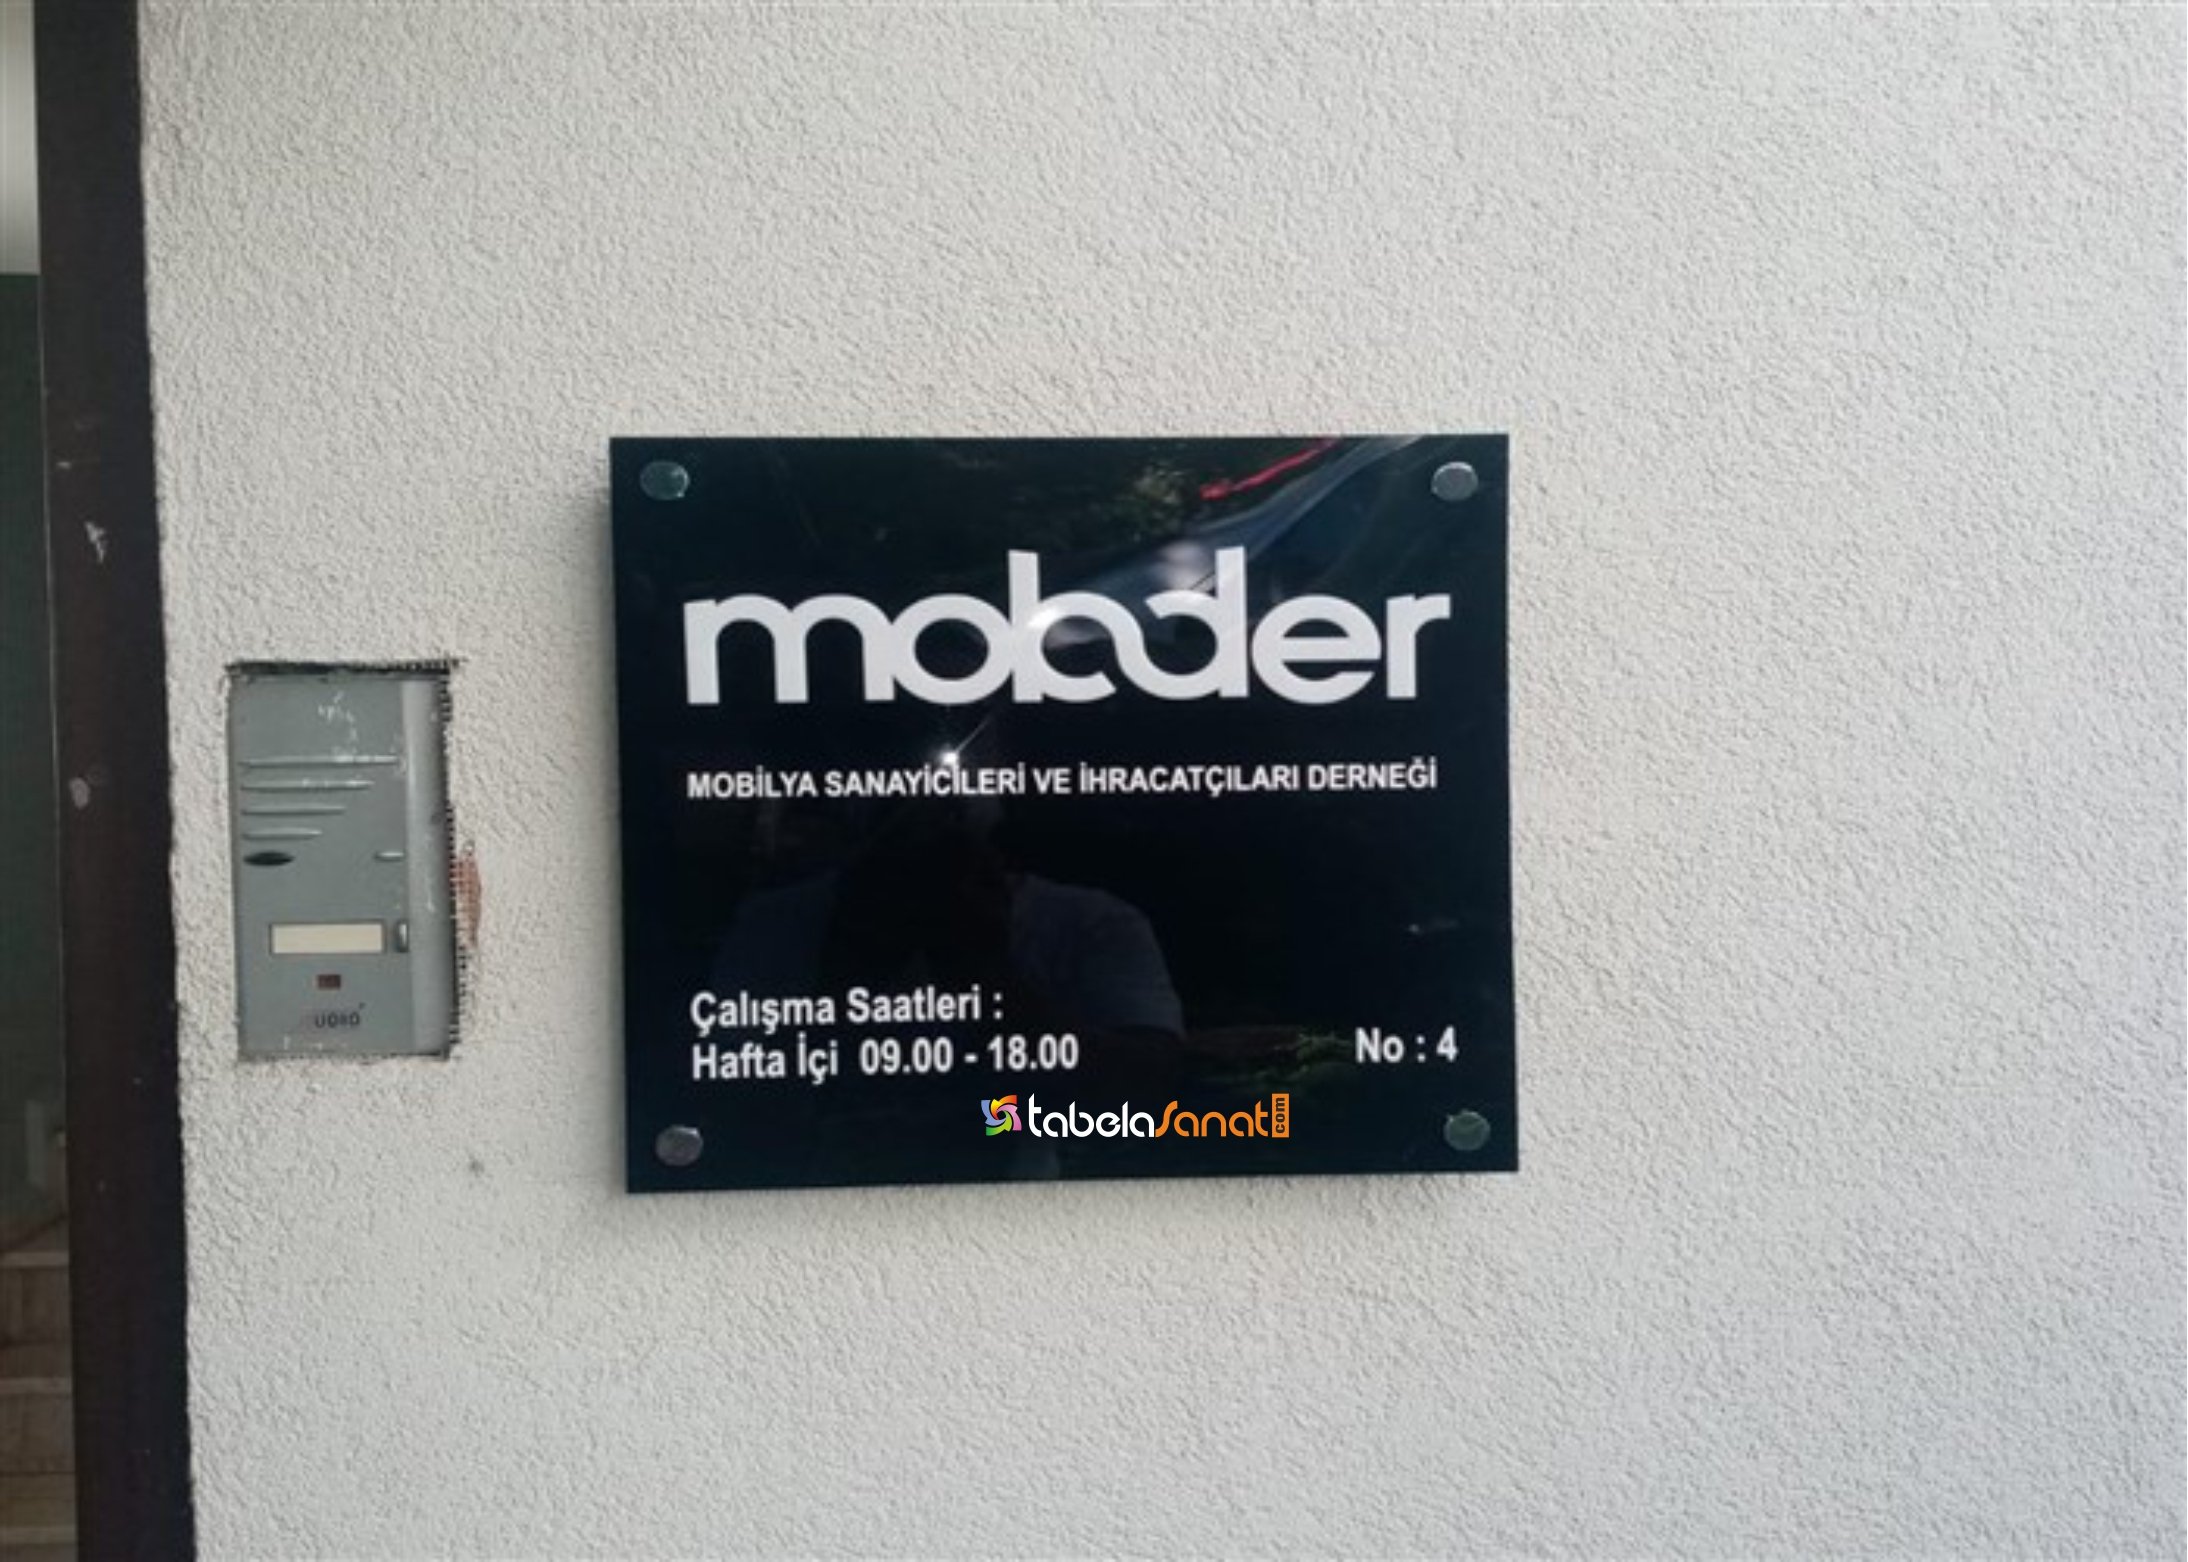 mobder
MOBİLYA SANAYİCİLERİ VE İHRACATÇILARI DERNEĞİ
Çalışma Saatleri :
Hafta İçi 09.00 - 18.00
No : 4
tabelasanat.com